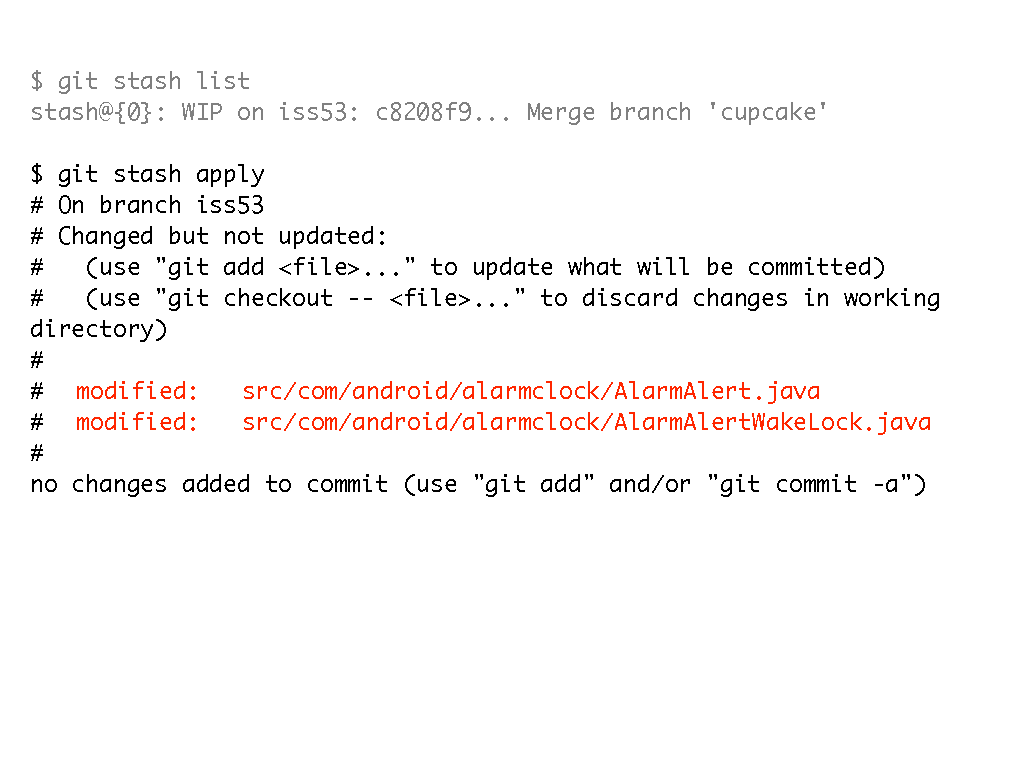 $ git stash list
stash@{0}: WIP on iss53: c8208f9... Merge branch 'cupcake'
$ git stash apply
# On branch iss53
# Changed but not updated:
#   (use "git add <file>..." to update what will be committed)
#   (use "git checkout -- <file>..." to discard changes in working
directory)
#
#  modified:   src/com/android/alarmclock/AlarmAlert.java
#  modified:   src/com/android/alarmclock/AlarmAlertWakeLock.java
#
no changes added to commit (use "git add" and/or "git commit -a")